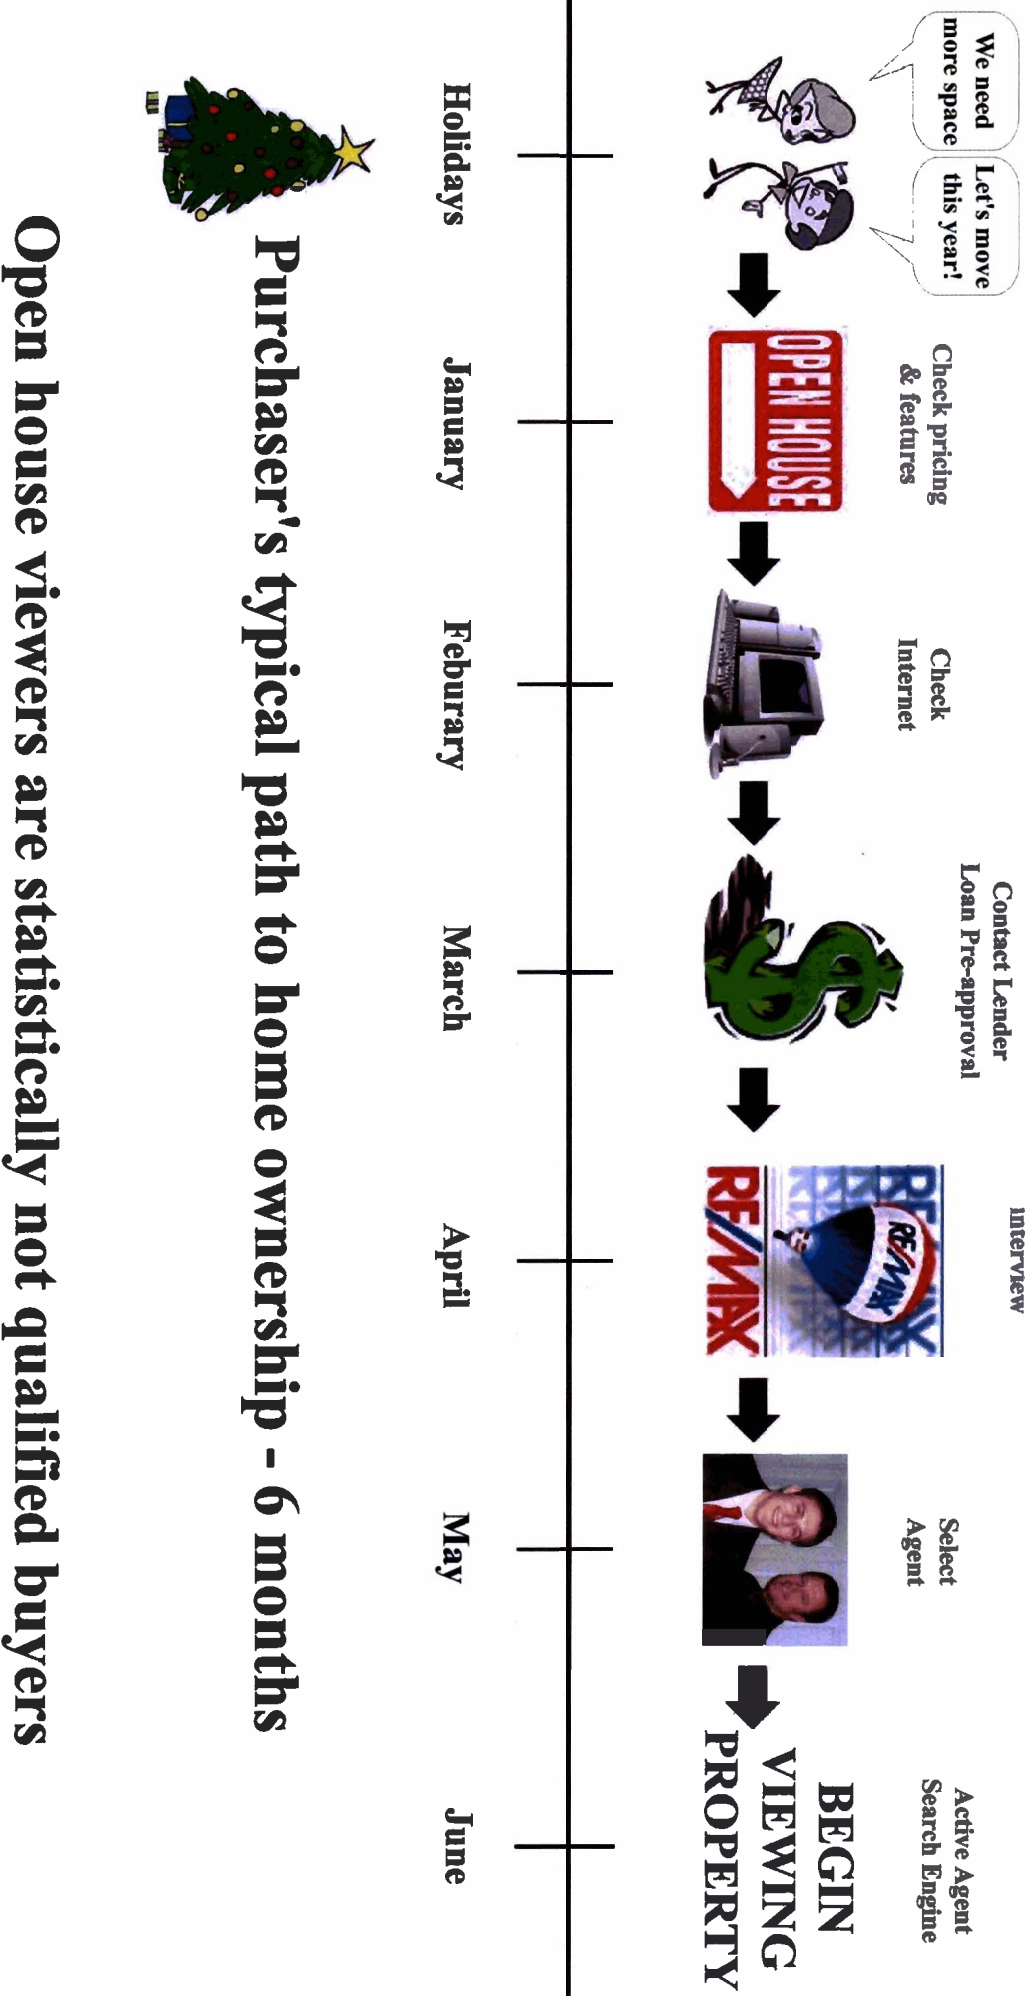 We need
more space
Let's move
this year!
Check pricing
& features
OPEN HOUSE
Check
Internet
Contact Lender
Loan Pre-approval
interview
RE/MAX
RE/MAX
Select
Agent
Active Agent
Search Engine
BEGIN
VIEWING
PROPERTY
Holidays
January
Feburary
March
April
May
June
Purchaser's typical path to home ownership - 6 months
Open house viewers are statistically not qualified buyers